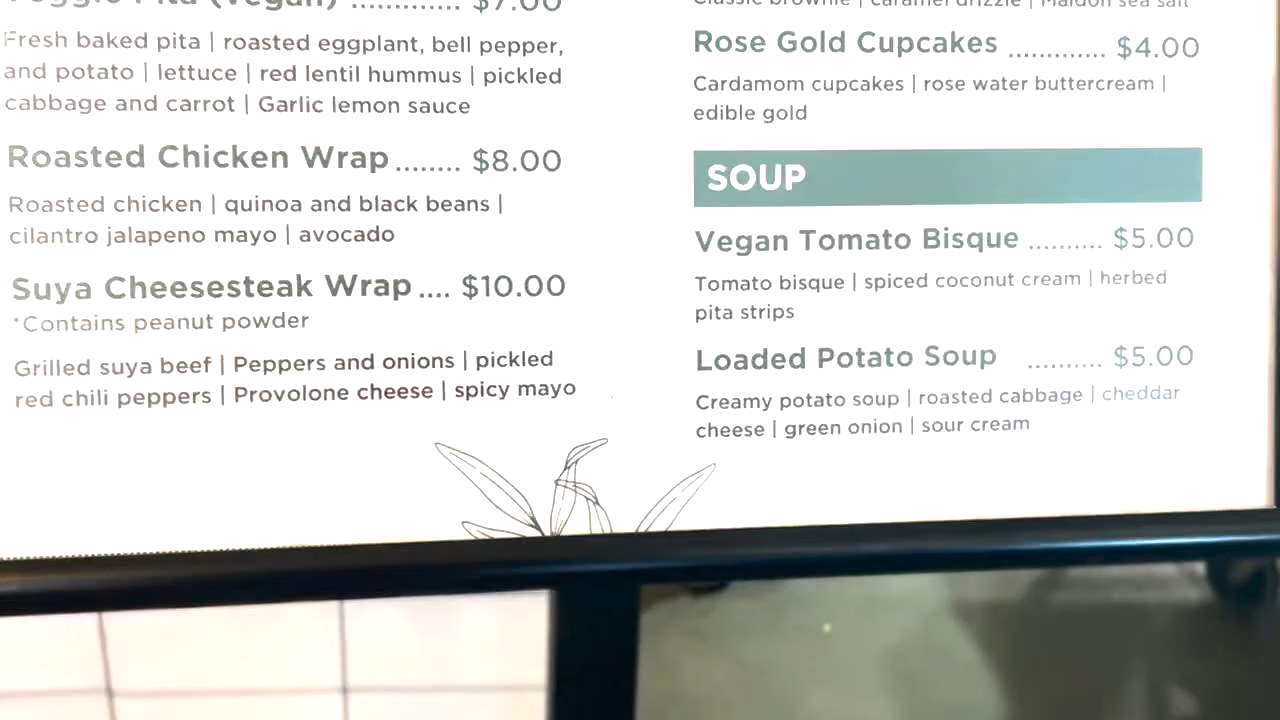 Veggie Pita (Vegan) ............. $7.00
Fresh baked pita | roasted eggplant, bell pepper,
and potato | lettuce | red lentil hummus | pickled
cabbage and carrot | Garlic lemon sauce
Roasted Chicken Wrap ........ $8.00
Roasted chicken | quinoa and black beans |
cilantro jalapeno mayo | avocado
Suya Cheesesteak Wrap .... $10.00
*Contains peanut powder
Grilled suya beef | Peppers and onions | pickled
red chili peppers | Provolone cheese | spicy mayo
Classic brownie | caramel drizzle | Maldon sea salt
Rose Gold Cupcakes ............. $4.00
Cardamom cupcakes | rose water buttercream |
edible gold
SOUP
Vegan Tomato Bisque .......... $5.00
Tomato bisque | spiced coconut cream | herbed
pita strips
Loaded Potato Soup .......... $5.00
Creamy potato soup | roasted cabbage | cheddar
cheese | green onion | sour cream